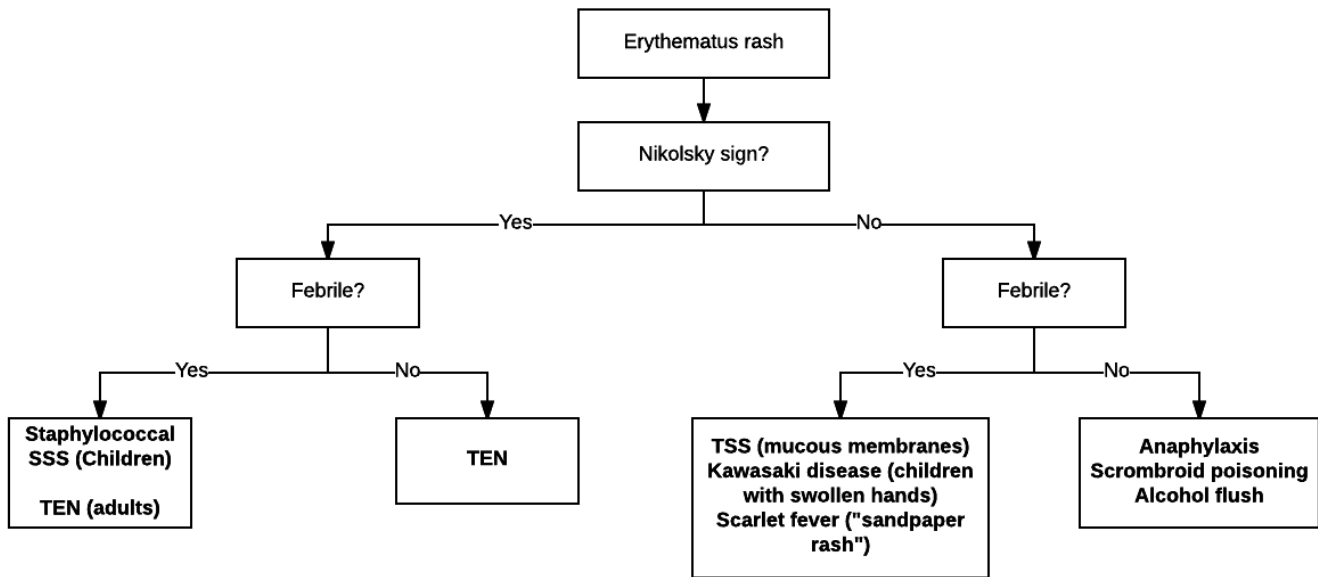 Erythematus rash
Nikolsky sign?
Yes
No
Febrile?
Febrile?
Yes
No
Yes
No
Staphylococcal
SSS (Children)
TEN (adults)
TEN
TSS (mucous membranes)
Kawasaki disease (children
with swollen hands)
Scarlet fever ("sandpaper
rash")
Anaphylaxis
Scrombroid poisoning
Alcohol flush